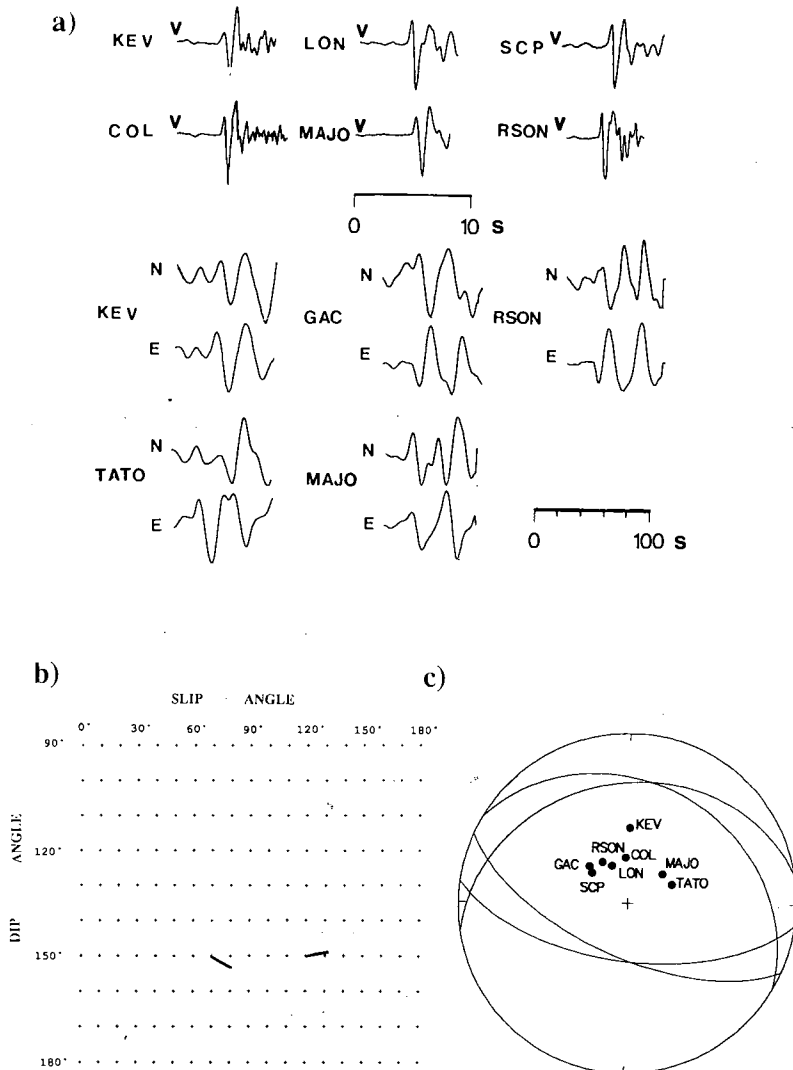 a)
KEV V LON V SCP V
COL V MAJO V RSON V
0 10 S
KEV N E GAC N E RSON N E
TATO N E MAJO N E
0 100 S
b)
SLIP ANGLE
0° 30° 60° 90° 120° 150° 180°
90°
120°
150°
180°
DIP ANGLE
c)
KEV
RSON COL
GAC LON MAJO
SCP TATO